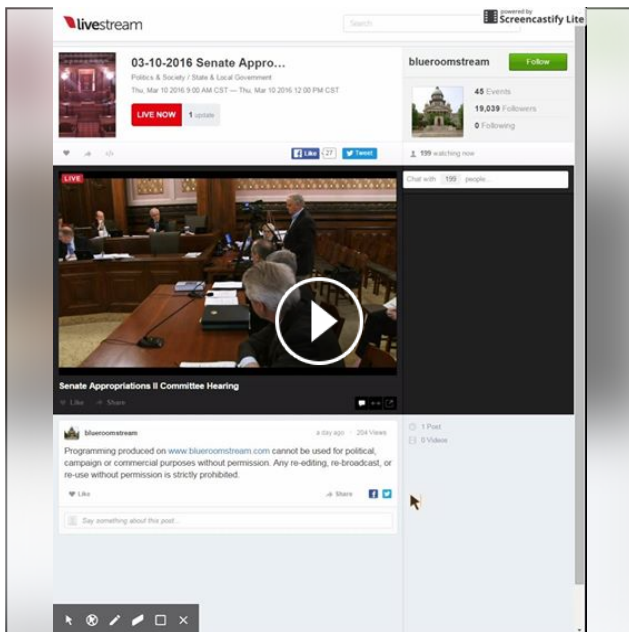 livestream
Search
powered by
Screencastify Lite
03-10-2016 Senate Appro...
Politics & Society / State & Local Government
Thu, Mar 10 2016 9:00 AM CST — Thu, Mar 10 2016 12:00 PM CST
LIVE NOW
1 update
blueroomstream
Follow
45 Events
19,039 Followers
0 Following
Like
27
Tweet
199 watching now
LIVE
Chat with 199 people...
Senate Appropriations II Committee Hearing
Like
Share
blueroomstream
a day ago · 254 Views
Programming produced on www.blueroomstream.com cannot be used for political,
campaign or commercial purposes without permission. Any re-editing, re-broadcast, or
re-use without permission is strictly prohibited.
Like
Share
Say something about this post...
1 Post
0 Videos